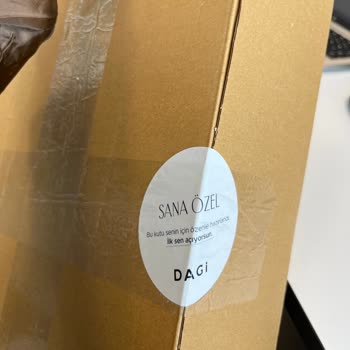 SANA ÖZEL
Bu kutu senin için özenle hazırlandı.
İlk sen açıyorsun.
DAGİ